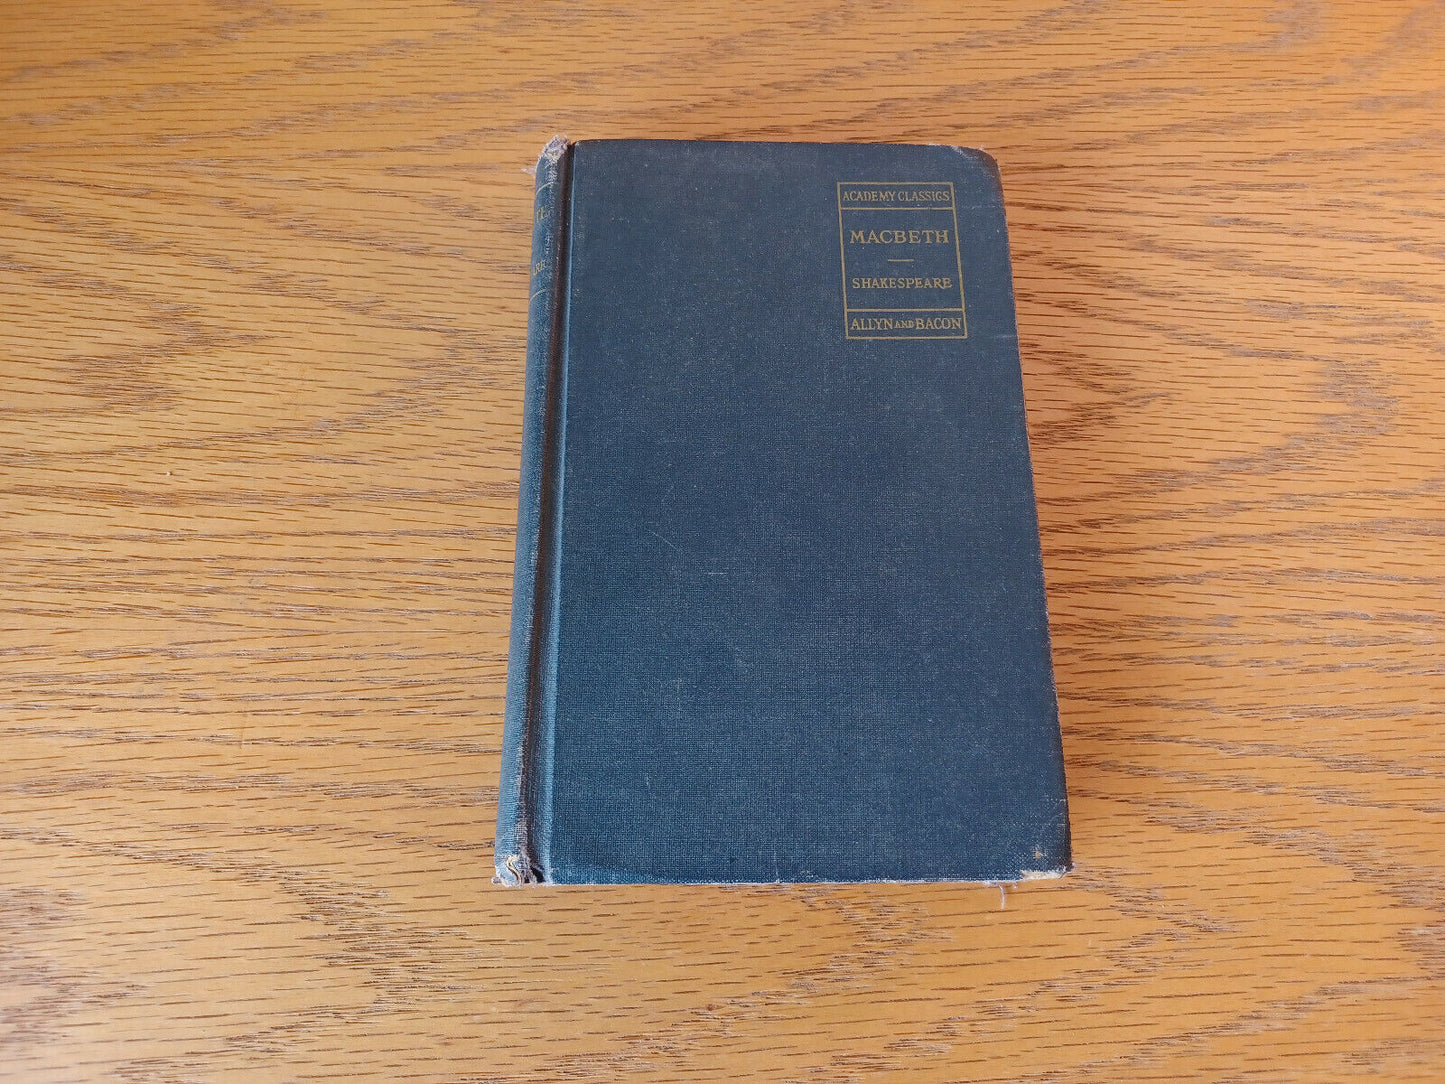 ACADEMY CLASSICS
MACBETH
SHAKESPEARE
ALLYN AND BACON